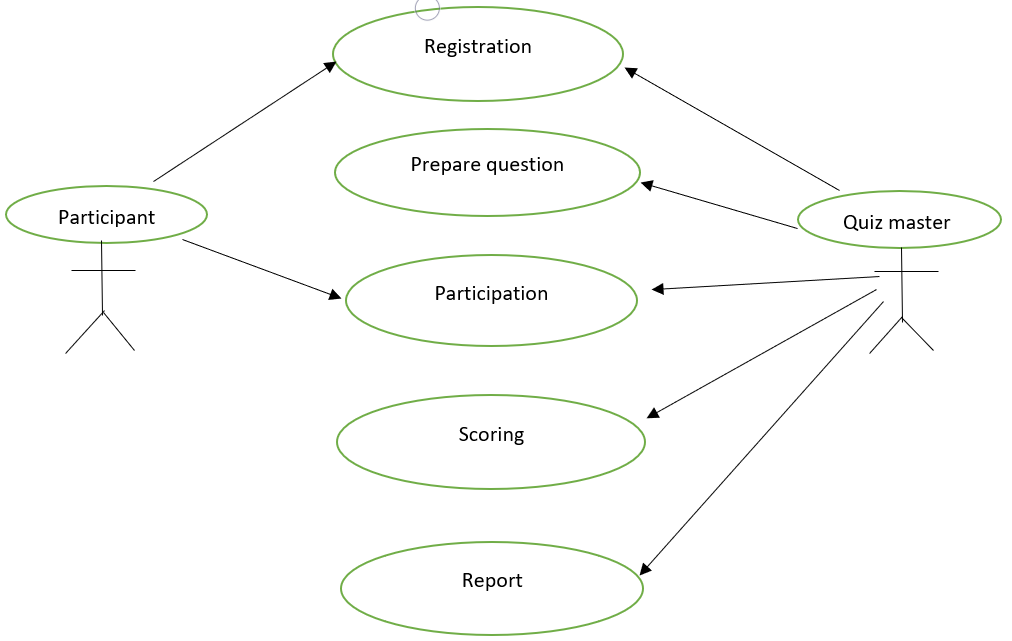 Registration
Prepare question
Participant
Quiz master
Participation
Scoring
Report